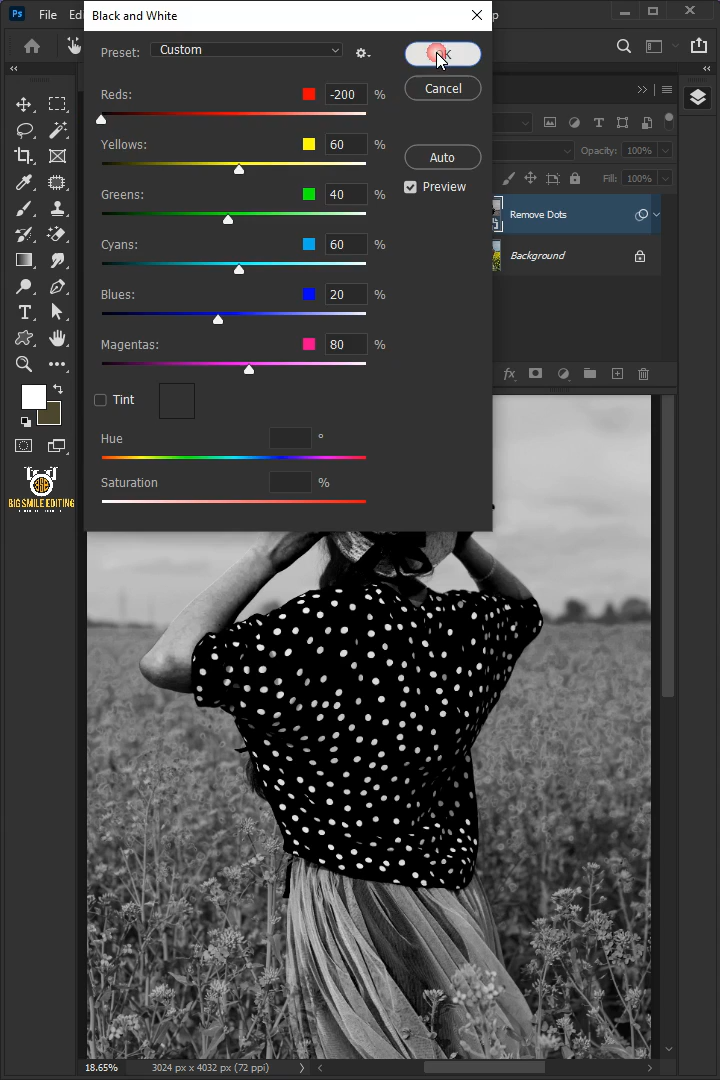 Ps File Ed
p
Black and White
Preset: Custom
OK
Cancel
Auto
Preview
Reds: -200 %
Yellows: 60 %
Greens: 40 %
Cyans: 60 %
Blues: 20 %
Magentas: 80 %
Tint
Hue °
Saturation %
Opacity: 100%
Fill: 100%
Remove Dots
Background
fx
BIG SMILE EDITING
18.65% 3024 px x 4032 px (72 ppi)